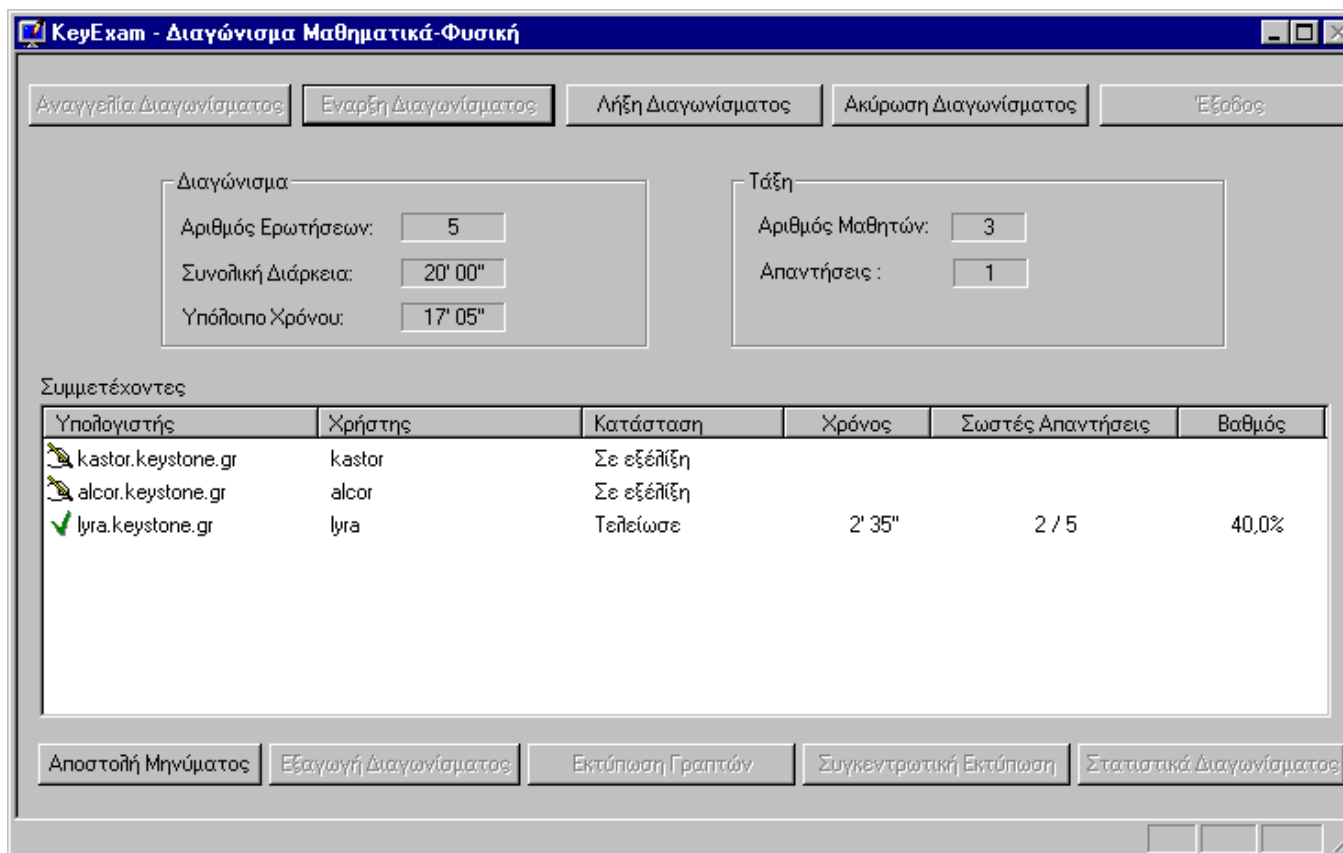 KeyExam - Διαγώνισμα Μαθηματικά-Φυσική
Αναγγελία Διαγωνίσματος Εναρξη Διαγωνίσματος Λήξη Διαγωνίσματος Ακύρωση Διαγωνίσματος Έξοδος
Διαγώνισμα
Αριθμός Ερωτήσεων: 5
Συνολική Διάρκεια: 20' 00"
Υπόλοιπο Χρόνου: 17' 05"
Τάξη
Αριθμός Μαθητών: 3
Απαντήσεις : 1
Συμμετέχοντες
Υπολογιστής Χρήστης Κατάσταση Χρόνος Σωστές Απαντήσεις Βαθμός
kastor.keystone.gr kastor Σε εξέλιξη
alcor.keystone.gr alcor Σε εξέλιξη
lyra.keystone.gr lyra Τελείωσε 2' 35" 2 / 5 40,0%
Αποστολή Μηνύματος Εξαγωγή Διαγωνίσματος Εκτύπωση Γραπτών Συγκεντρωτική Εκτύπωση Στατιστικά Διαγωνίσματος